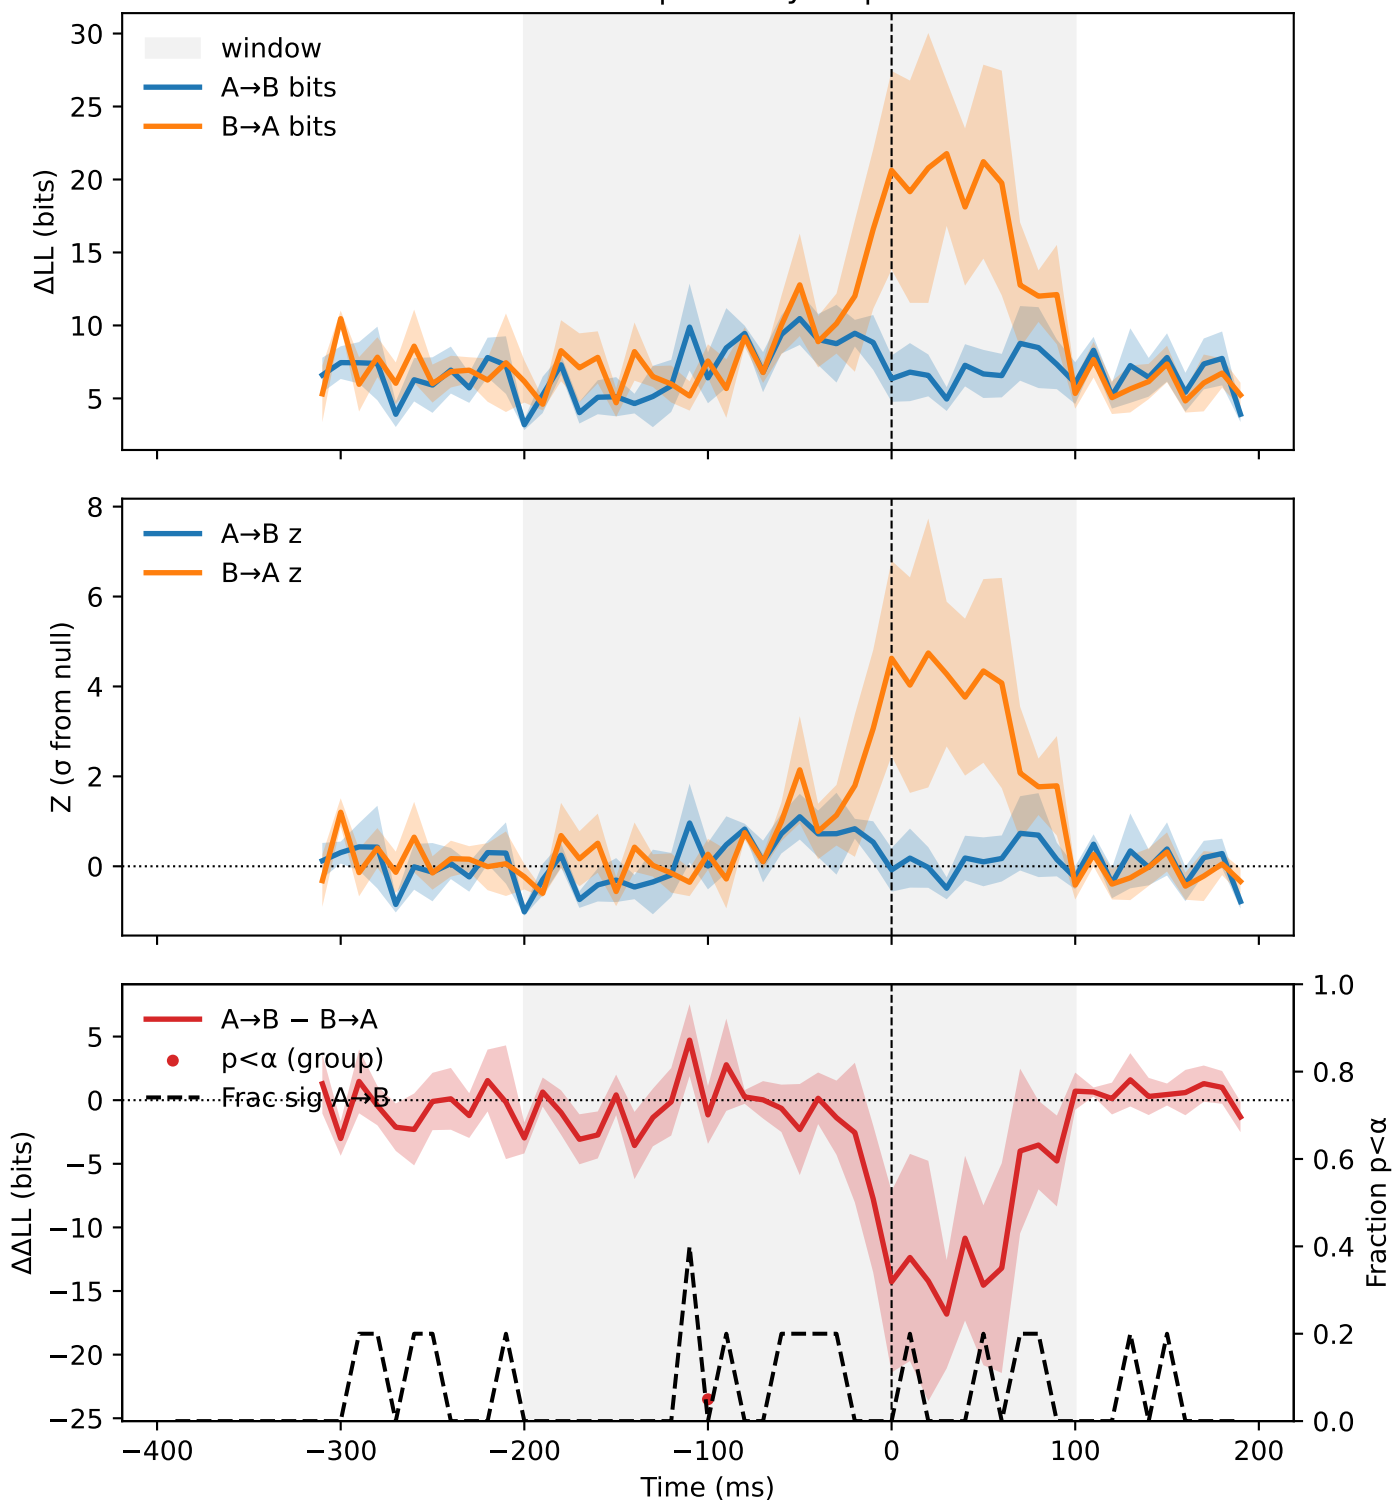 30
25
20
15
10
5
ΔLL (bits)
window
A→B bits
B→A bits
8
6
4
2
0
Z (σ from null)
A→B z
B→A z
5
0
−5
−10
−15
−20
−25
ΔΔLL (bits)
A→B − B→A
p<α (group)
Frac sig A→B
1.0
0.8
0.6
0.4
0.2
0.0
Fraction p<α
−400 −300 −200 −100 0 100 200
Time (ms)